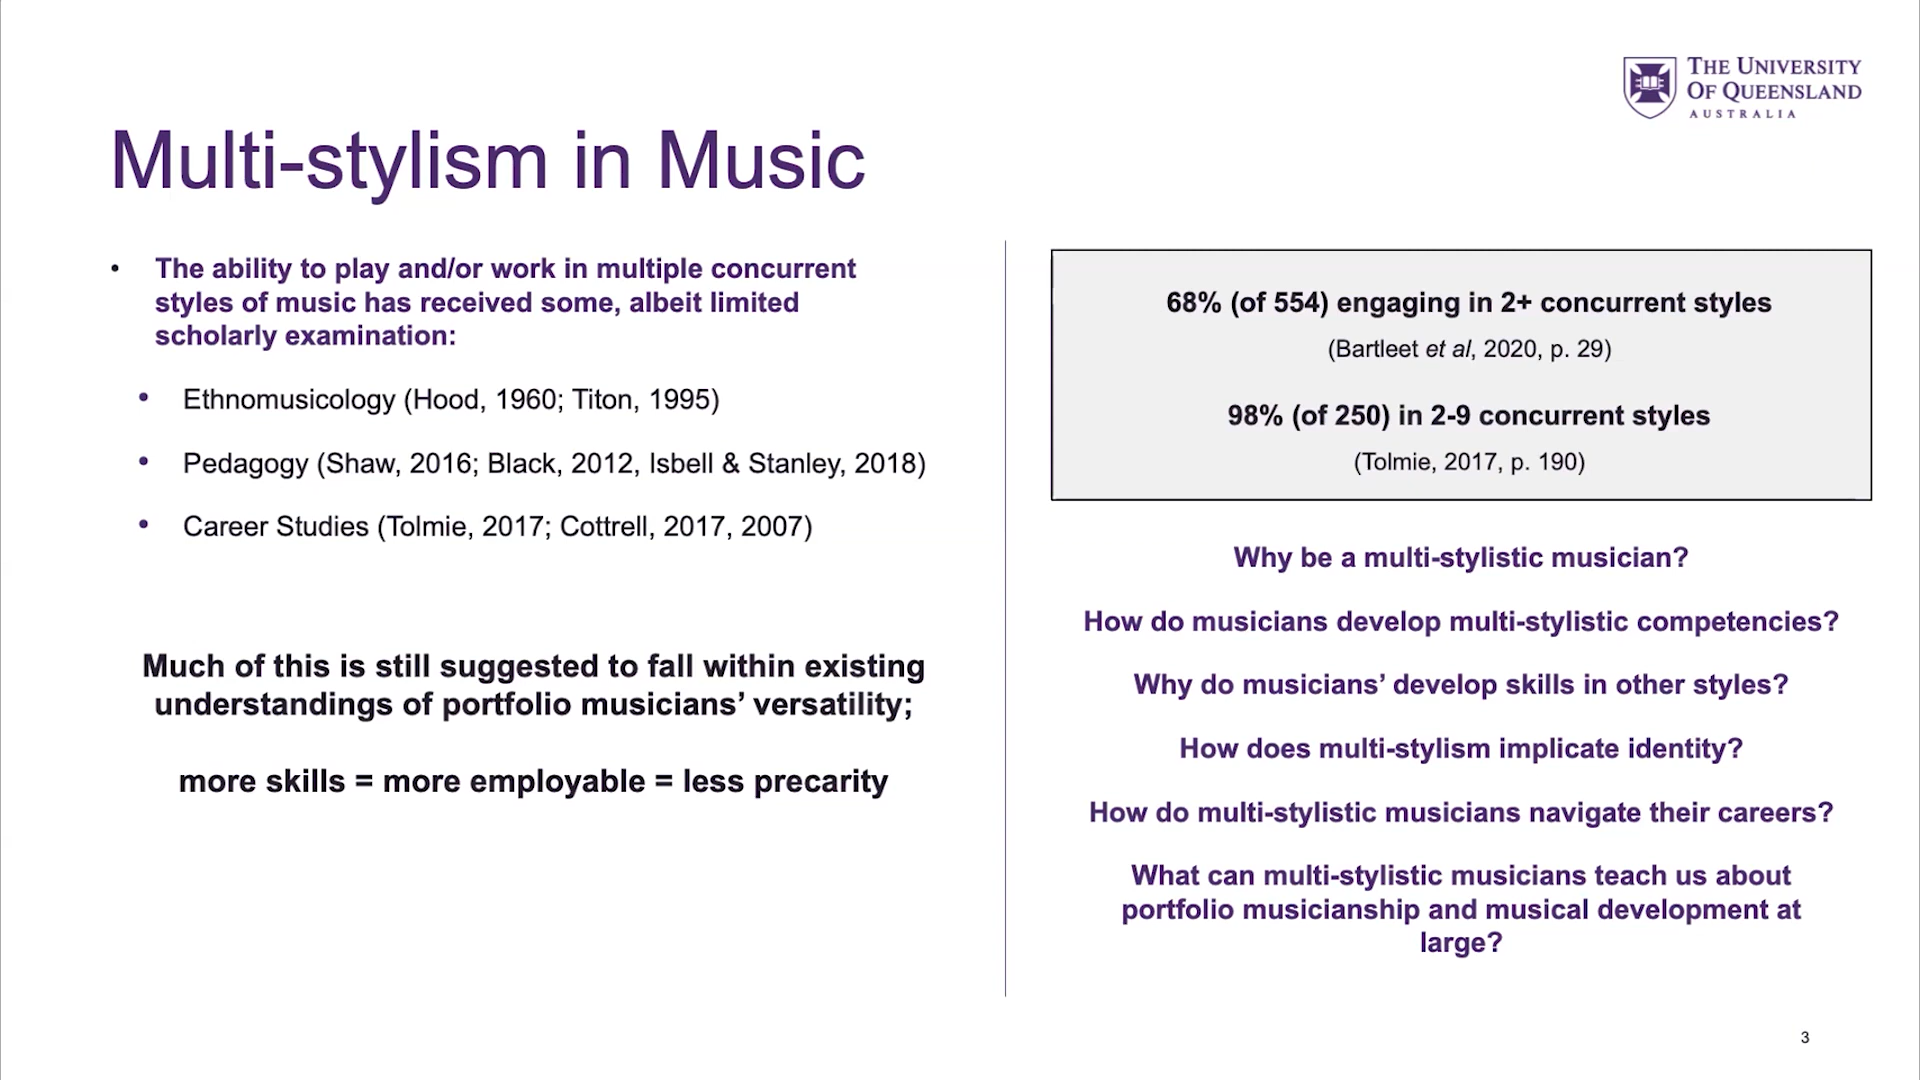 THE UNIVERSITY
OF QUEENSLAND
AUSTRALIA
Multi-stylism in Music
• The ability to play and/or work in multiple concurrent
styles of music has received some, albeit limited
scholarly examination:
• Ethnomusicology (Hood, 1960; Titon, 1995)
• Pedagogy (Shaw, 2016; Black, 2012, Isbell & Stanley, 2018)
• Career Studies (Tolmie, 2017; Cottrell, 2017, 2007)
Much of this is still suggested to fall within existing
understandings of portfolio musicians’ versatility;
more skills = more employable = less precarity
68% (of 554) engaging in 2+ concurrent styles
(Bartleet et al, 2020, p. 29)
98% (of 250) in 2-9 concurrent styles
(Tolmie, 2017, p. 190)
Why be a multi-stylistic musician?
How do musicians develop multi-stylistic competencies?
Why do musicians’ develop skills in other styles?
How does multi-stylism implicate identity?
How do multi-stylistic musicians navigate their careers?
What can multi-stylistic musicians teach us about
portfolio musicianship and musical development at
large?
3